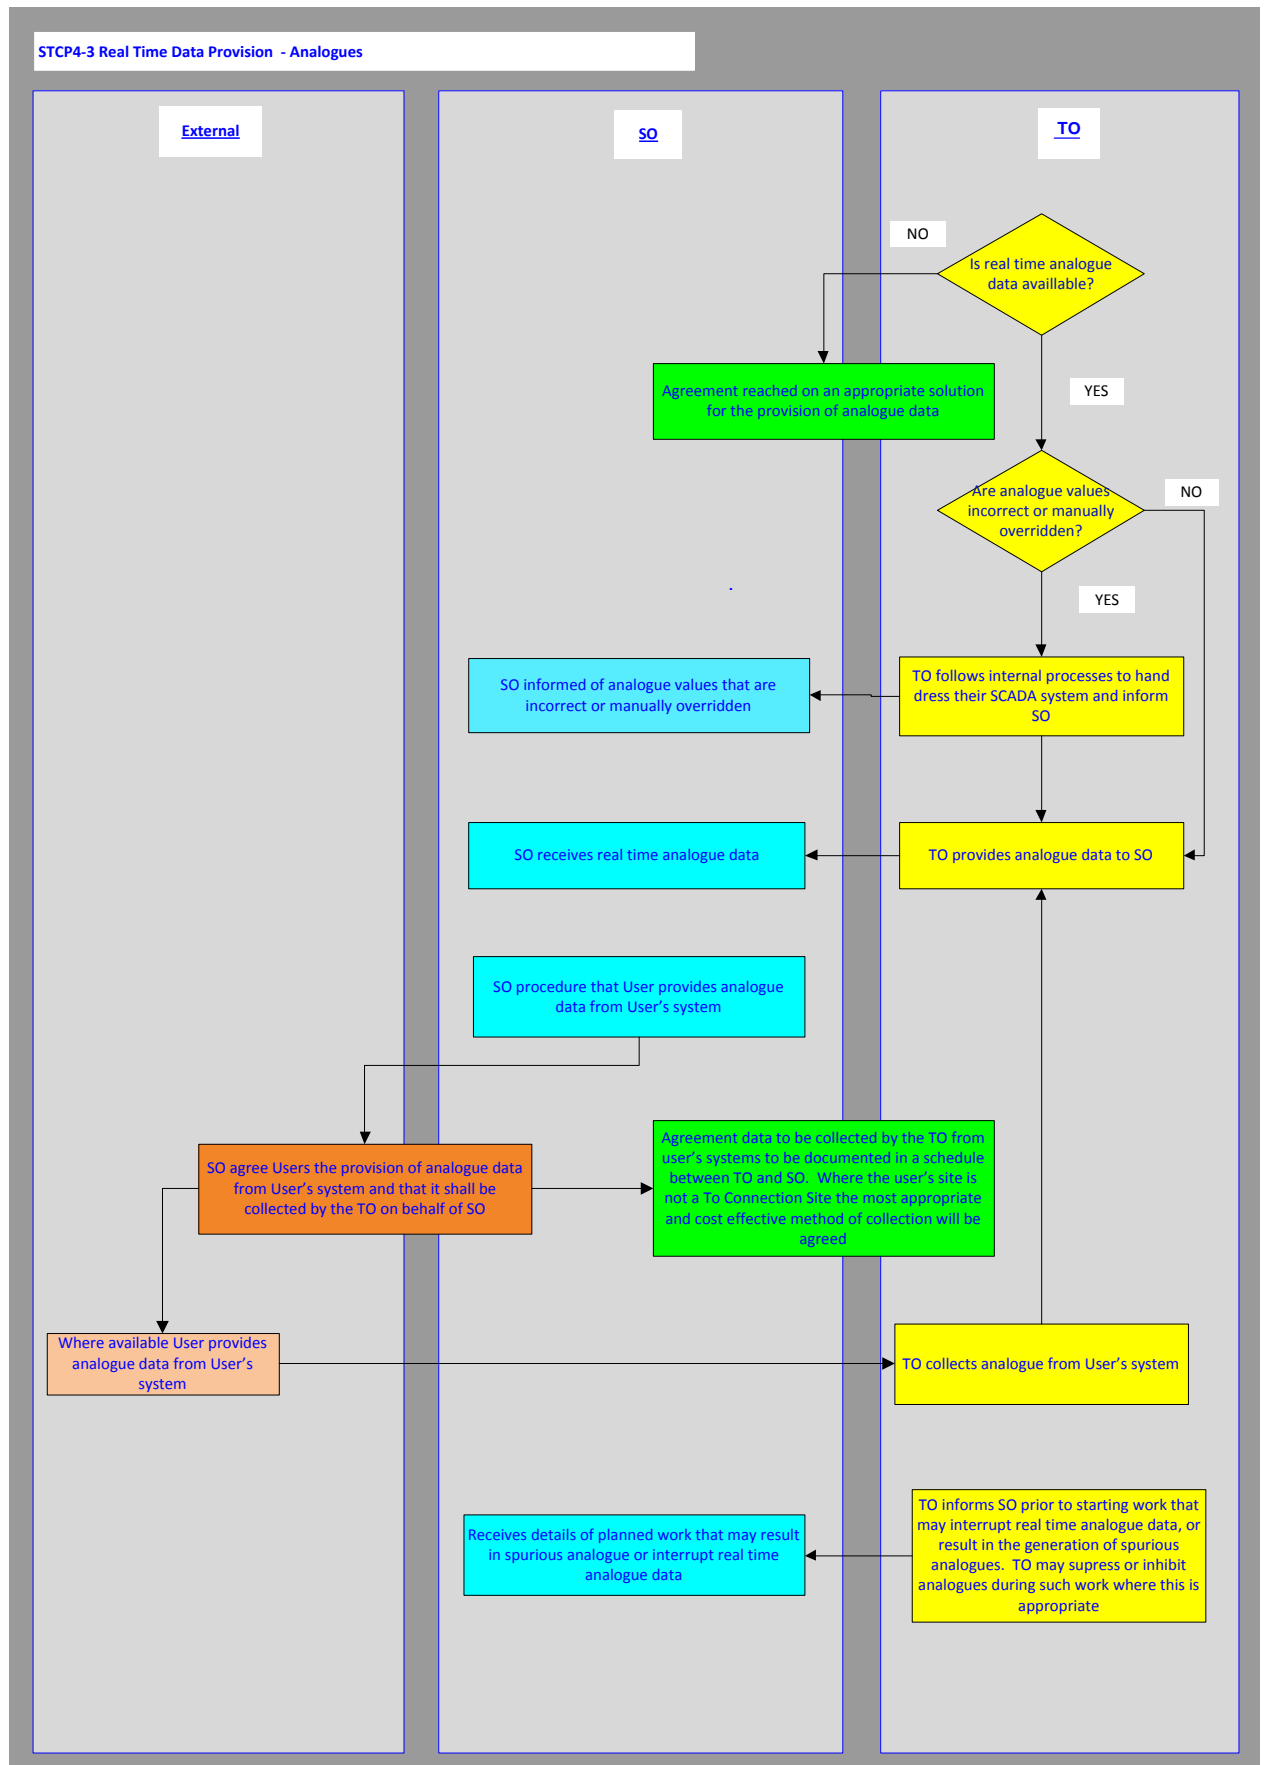 STCP4-3 Real Time Data Provision  - Analogues
External
SO
TO
NO
Is real time analogue
data availlable?
Agreement reached on an appropriate solution
for the provision of analogue data
YES
Are analogue values
incorrect or manually
overridden?
NO
YES
SO informed of analogue values that are
incorrect or manually overridden
TO follows internal processes to hand
dress their SCADA system and inform
SO
SO receives real time analogue data
TO provides analogue data to SO
SO procedure that User provides analogue
data from User’s system
SO agree Users the provision of analogue data
from User’s system and that it shall be
collected by the TO on behalf of SO
Agreement data to be collected by the TO from
user’s systems to be documented in a schedule
between TO and SO.  Where the user’s site is
not a To Connection Site the most appropriate
and cost effective method of collection will be
agreed
Where available User provides
analogue data from User’s
system
TO collects analogue from User’s system
Receives details of planned work that may result
in spurious analogue or interrupt real time
analogue data
TO informs SO prior to starting work that
may interrupt real time analogue data, or
result in the generation of spurious
analogues.  TO may supress or inhibit
analogues during such work where this is
appropriate